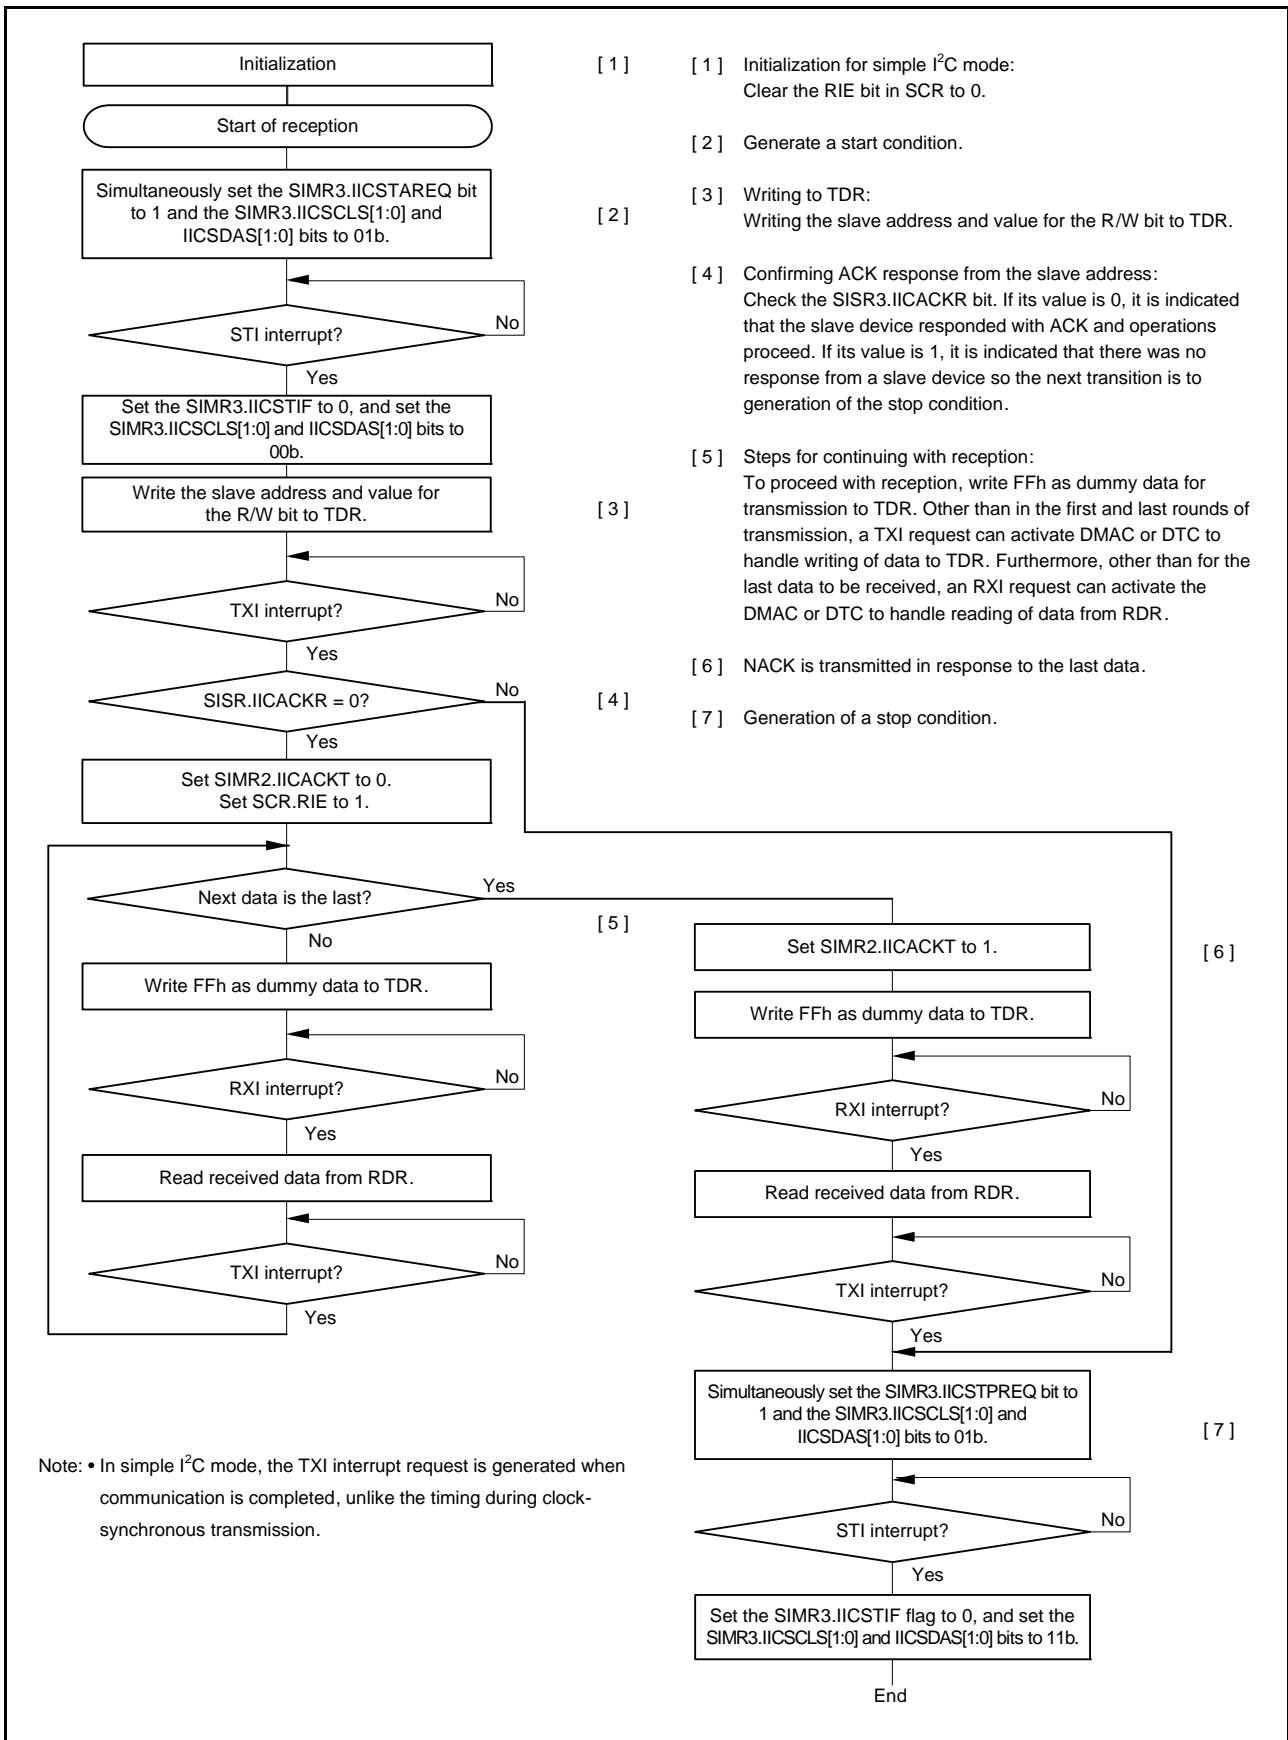 Initialization
[ 1 ]
Start of reception
Simultaneously set the SIMR3.IICSTAREQ bit
to 1 and the SIMR3.IICSCLS[1:0] and
IICSDAS[1:0] bits to 01b.
[ 2 ]
STI interrupt?
No
Yes
Set the SIMR3.IICSTIF to 0, and set the
SIMR3.IICSCLS[1:0] and IICSDAS[1:0] bits to
00b.
Write the slave address and value for
the R/W bit to TDR.
[ 3 ]
TXI interrupt?
No
Yes
SISR.IICACKR = 0?
No
[ 4 ]
Yes
Set SIMR2.IICACKT to 0.
Set SCR.RIE to 1.
Next data is the last?
Yes
[ 5 ]
No
Write FFh as dummy data to TDR.
RXI interrupt?
No
Yes
Read received data from RDR.
TXI interrupt?
No
Yes
[ 1 ] Initialization for simple I²C mode:
Clear the RIE bit in SCR to 0.
[ 2 ] Generate a start condition.
[ 3 ] Writing to TDR:
Writing the slave address and value for the R/W bit to TDR.
[ 4 ] Confirming ACK response from the slave address:
Check the SISR3.IICACKR bit. If its value is 0, it is indicated
that the slave device responded with ACK and operations
proceed. If its value is 1, it is indicated that there was no
response from a slave device so the next transition is to
generation of the stop condition.
[ 5 ] Steps for continuing with reception:
To proceed with reception, write FFh as dummy data for
transmission to TDR. Other than in the first and last rounds of
transmission, a TXI request can activate DMAC or DTC to
handle writing of data to TDR. Furthermore, other than for the
last data to be received, an RXI request can activate the
DMAC or DTC to handle reading of data from RDR.
[ 6 ] NACK is transmitted in response to the last data.
[ 7 ] Generation of a stop condition.
Set SIMR2.IICACKT to 1.
[ 6 ]
Write FFh as dummy data to TDR.
RXI interrupt?
No
Yes
Read received data from RDR.
TXI interrupt?
No
Yes
Simultaneously set the SIMR3.IICSTPREQ bit to
1 and the SIMR3.IICSCLS[1:0] and
IICSDAS[1:0] bits to 01b.
[ 7 ]
STI interrupt?
No
Yes
Set the SIMR3.IICSTIF flag to 0, and set the
SIMR3.IICSCLS[1:0] and IICSDAS[1:0] bits to 11b.
End
Note: • In simple I²C mode, the TXI interrupt request is generated when
communication is completed, unlike the timing during clock-
synchronous transmission.